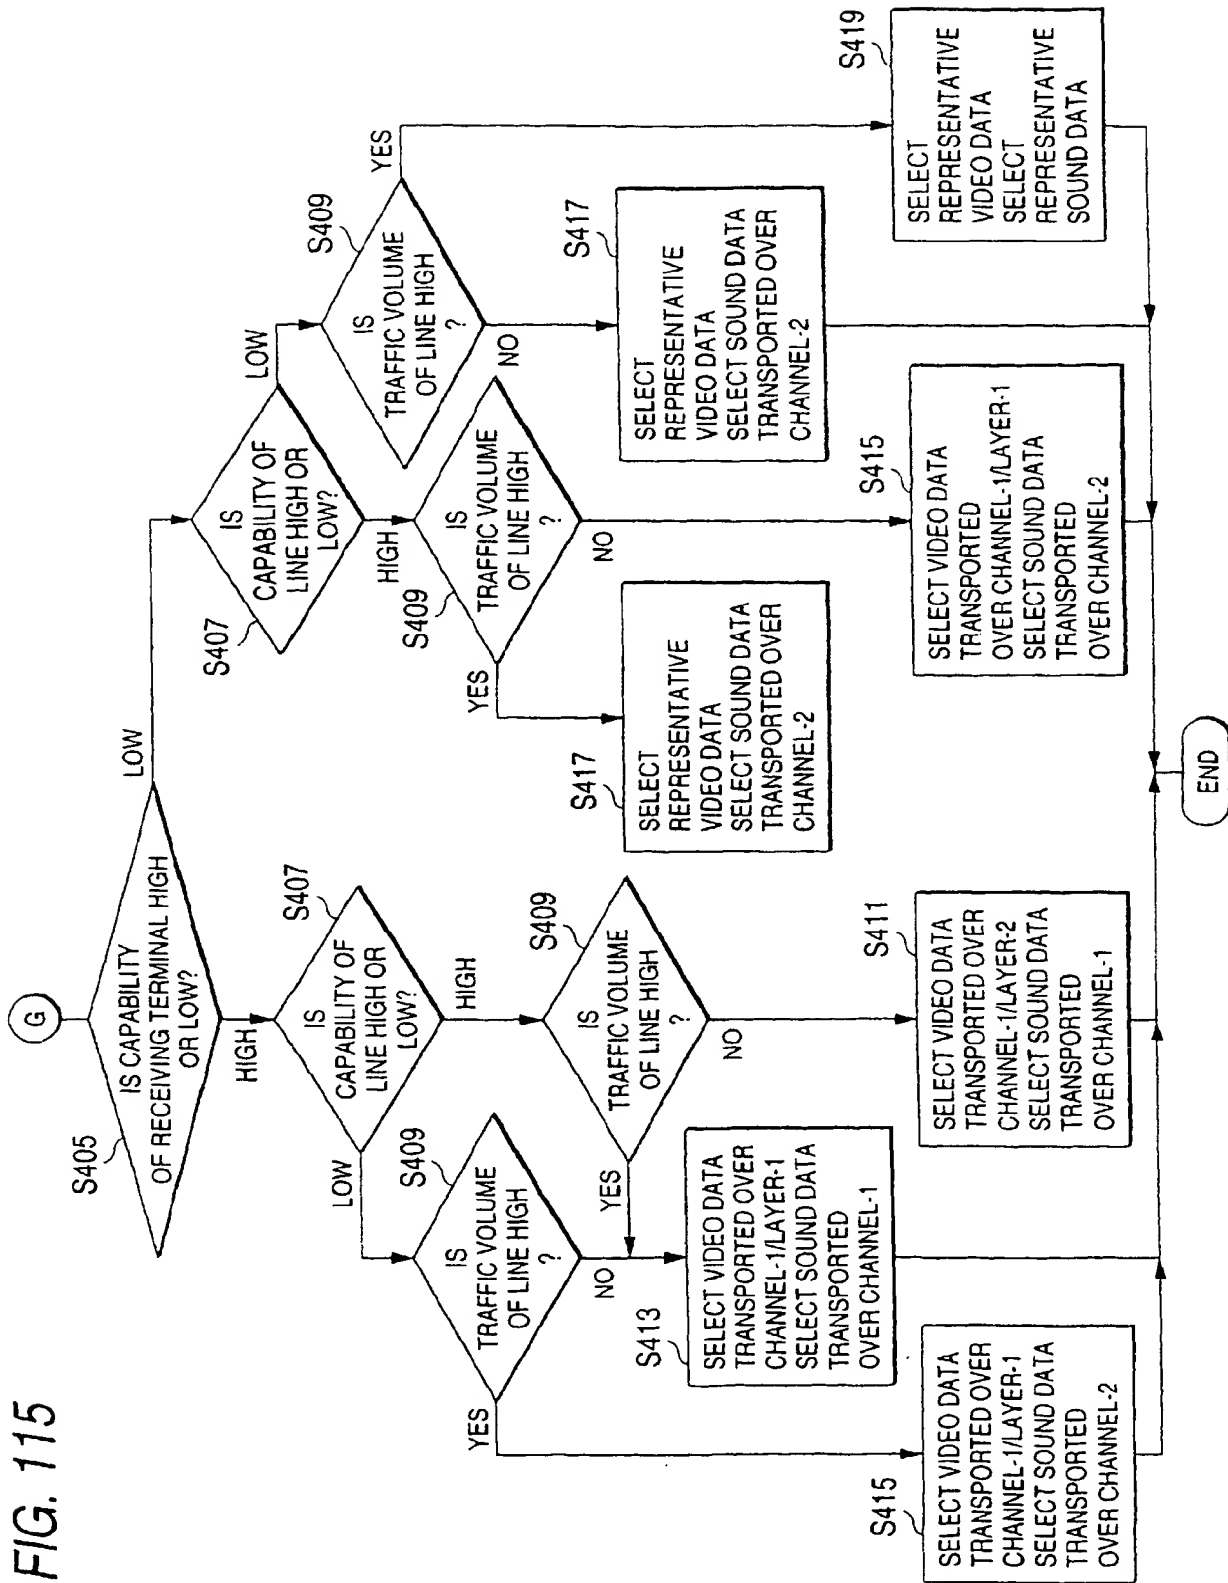 FIG. 115
G
S405
IS CAPABILITY
OF RECEIVING TERMINAL HIGH
OR LOW?
HIGH
LOW
S407
IS
CAPABILITY OF
LINE HIGH OR
LOW?
LOW
HIGH
S407
IS
CAPABILITY OF
LINE HIGH OR
LOW?
HIGH
LOW
S409
IS
TRAFFIC VOLUME
OF LINE HIGH
?
YES
NO
S409
IS
TRAFFIC VOLUME
OF LINE HIGH
?
YES
NO
S409
IS
TRAFFIC VOLUME
OF LINE HIGH
?
YES
NO
S409
IS
TRAFFIC VOLUME
OF LINE HIGH
?
YES
NO
S415
SELECT VIDEO DATA
TRANSPORTED OVER
CHANNEL-1/LAYER-1
SELECT SOUND DATA
TRANSPORTED
OVER CHANNEL-2
S413
SELECT VIDEO DATA
TRANSPORTED OVER
CHANNEL-1/LAYER-1
SELECT SOUND DATA
TRANSPORTED
OVER CHANNEL-1
S411
SELECT VIDEO DATA
TRANSPORTED OVER
CHANNEL-1/LAYER-2
SELECT SOUND DATA
TRANSPORTED
OVER CHANNEL-1
S417
SELECT
REPRESENTATIVE
VIDEO DATA
SELECT SOUND DATA
TRANSPORTED OVER
CHANNEL-2
S415
SELECT VIDEO DATA
TRANSPORTED
OVER CHANNEL-1/LAYER-1
SELECT SOUND DATA
TRANSPORTED
OVER CHANNEL-2
S417
SELECT
REPRESENTATIVE
VIDEO DATA
SELECT SOUND DATA
TRANSPORTED OVER
CHANNEL-2
S419
SELECT
REPRESENTATIVE
VIDEO DATA
SELECT
REPRESENTATIVE
SOUND DATA
END